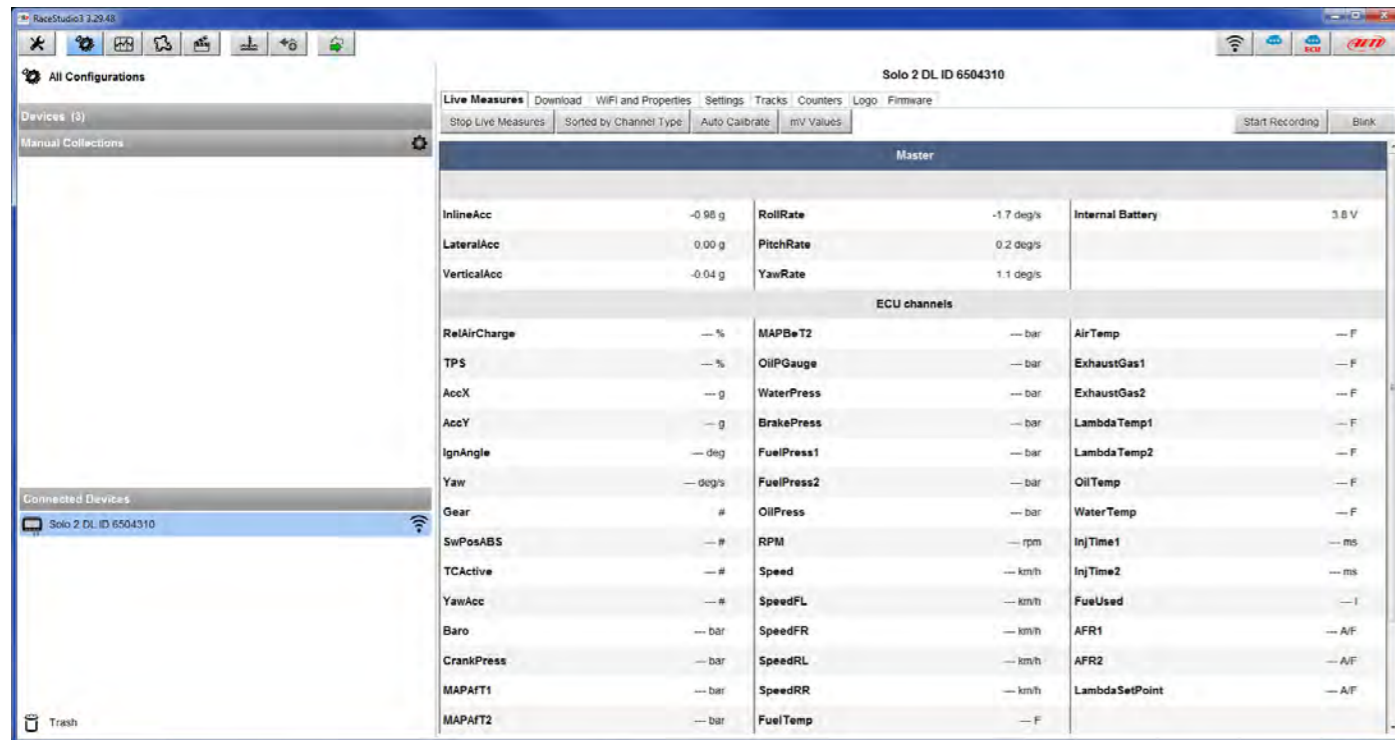 RaceStudio3 3.29.48
ECU
AiM
All Configurations
Solo 2 DL ID 6504310
Live Measures Download WiFi and Properties Settings Tracks Counters Logo Firmware
Devices (3)
Stop Live Measures Sorted by Channel Type Auto Calibrate mV Values Start Recording Blink
Manual Collections
Master
InlineAcc -0.98 g RollRate -1.7 deg/s Internal Battery 3.8 V
LateralAcc 0.00 g PitchRate 0.2 deg/s
VerticalAcc -0.04 g YawRate 1.1 deg/s
ECU channels
RelAirCharge --- % MAPBeT2 --- bar AirTemp --- F
TPS --- % OilPGauge --- bar ExhaustGas1 --- F
AccX --- g WaterPress --- bar ExhaustGas2 --- F
AccY --- g BrakePress --- bar LambdaTemp1 --- F
IgnAngle --- deg FuelPress1 --- bar LambdaTemp2 --- F
Yaw --- deg/s FuelPress2 --- bar OilTemp --- F
Connected Devices
Gear # OilPress --- bar WaterTemp --- F
Solo 2 DL ID 6504310
SwPosABS --- # RPM --- rpm InjTime1 --- ms
TCActive --- # Speed --- km/h InjTime2 --- ms
YawAcc --- # SpeedFL --- km/h FueUsed --- l
Baro --- bar SpeedFR --- km/h AFR1 --- A/F
CrankPress --- bar SpeedRL --- km/h AFR2 --- A/F
MAPAfT1 --- bar SpeedRR --- km/h LambdaSetPoint --- A/F
Trash
MAPAfT2 --- bar FuelTemp --- F